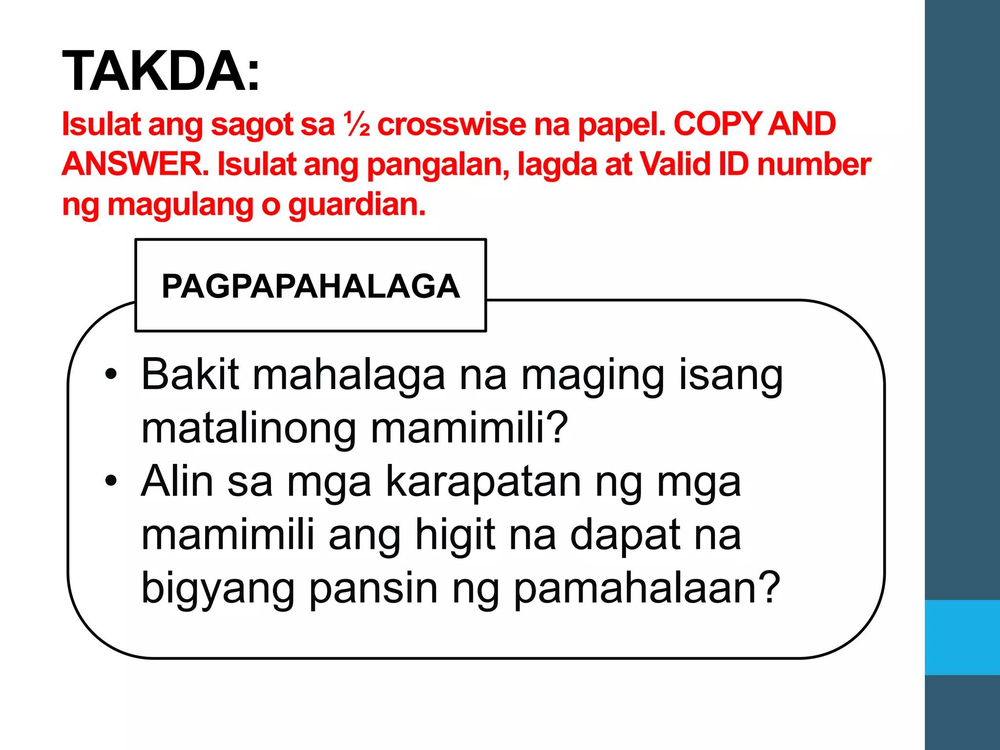 TAKDA:
Isulat ang sagot sa ½ crosswise na papel. COPY AND
ANSWER. Isulat ang pangalan, lagda at Valid ID number
ng magulang o guardian.
PAGPAPAHALAGA
• Bakit mahalaga na maging isang
matalinong mamimili?
• Alin sa mga karapatan ng mga
mamimili ang higit na dapat na
bigyang pansin ng pamahalaan?